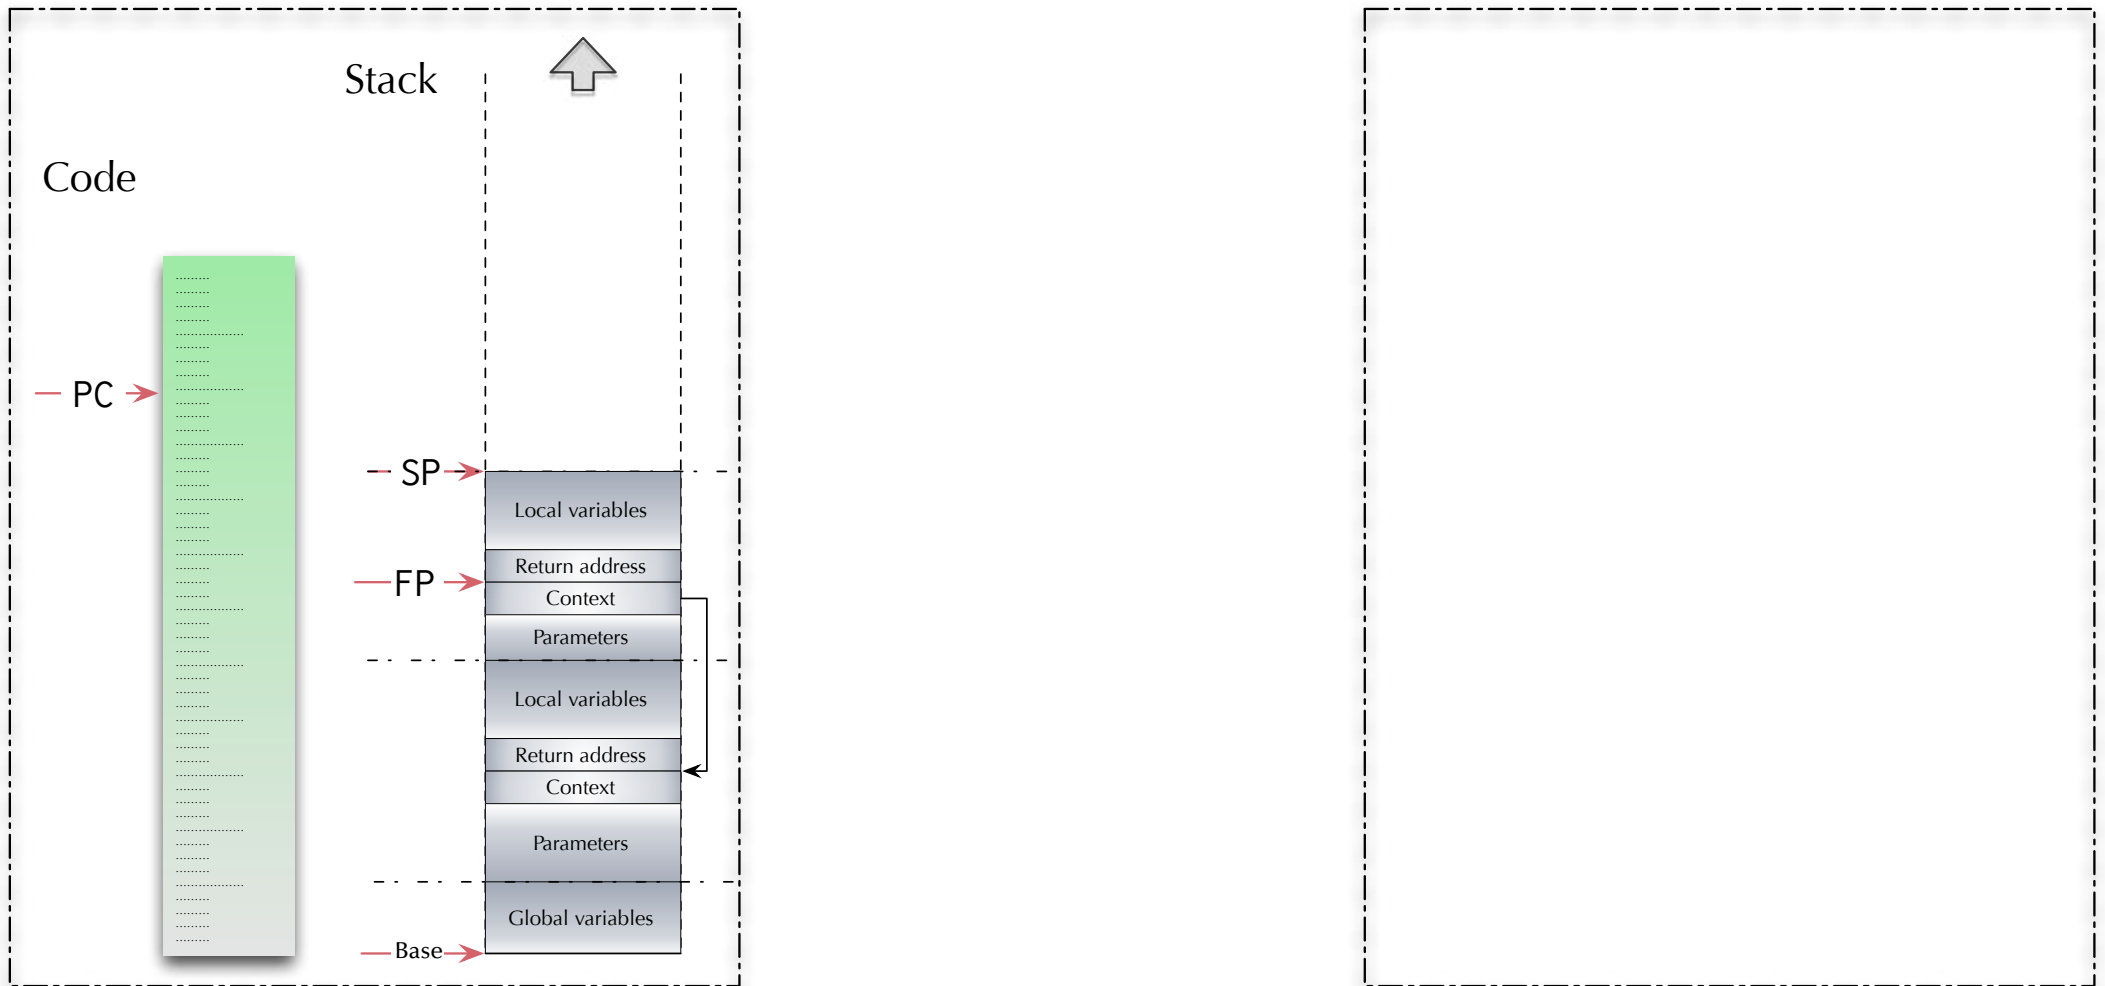 Stack
Code
PC
SP
Local variables
Return address
FP
Context
Parameters
Local variables
Return address
Context
Parameters
Global variables
Base